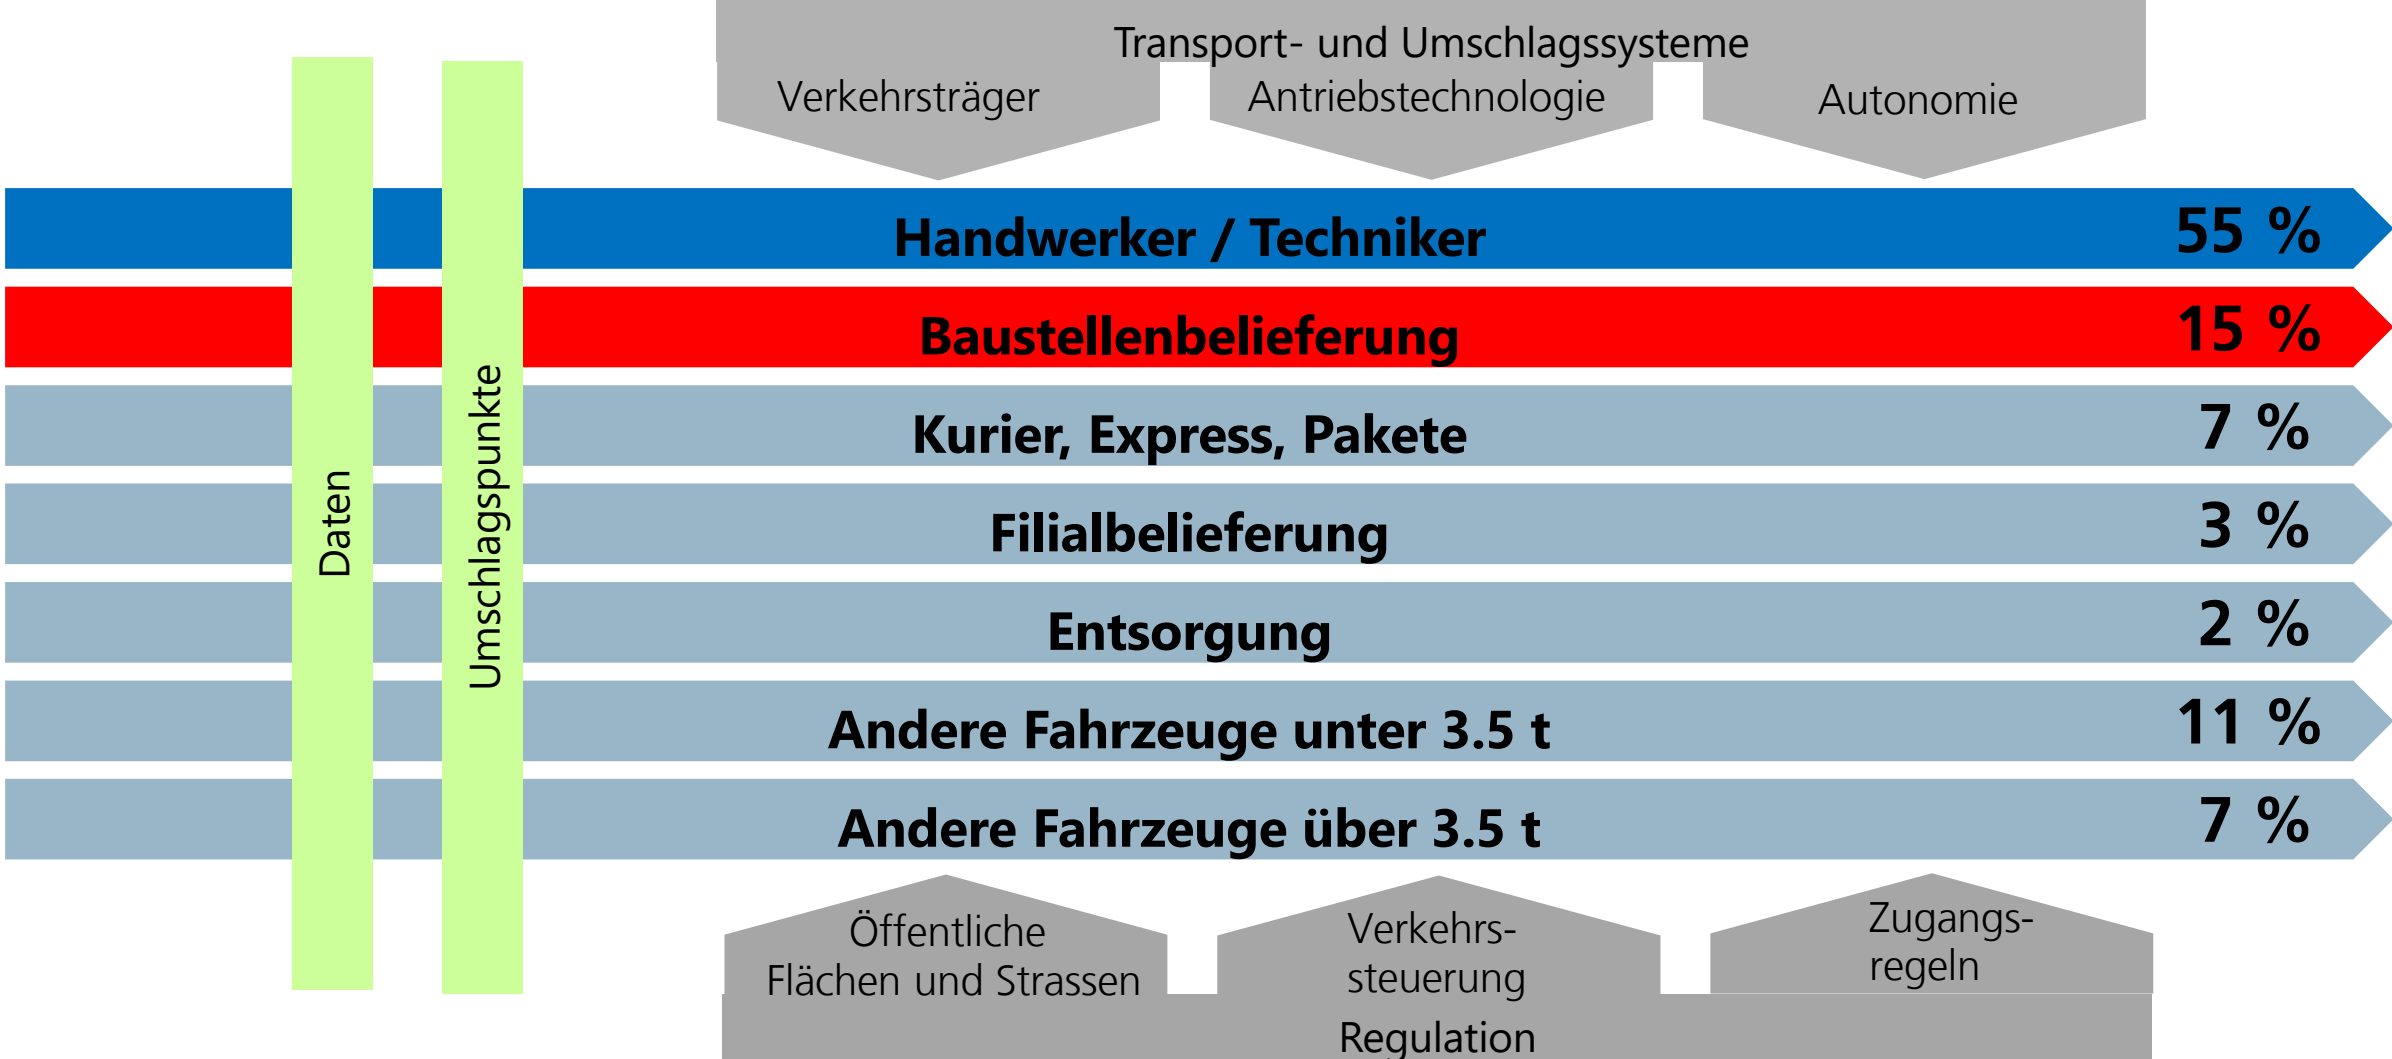 Transport- und Umschlagssysteme
Verkehrsträger
Antriebstechnologie
Autonomie
Daten
Umschlagspunkte
Handwerker / Techniker 55 %
Baustellenbelieferung 15 %
Kurier, Express, Pakete 7 %
Filialbelieferung 3 %
Entsorgung 2 %
Andere Fahrzeuge unter 3.5 t 11 %
Andere Fahrzeuge über 3.5 t 7 %
Öffentliche
Flächen und Strassen
Verkehrs-
steuerung
Zugangs-
regeln
Regulation